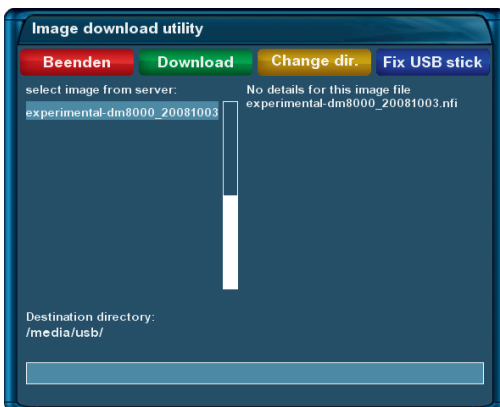 Image download utility
Beenden
Download
Change dir.
Fix USB stick
select image from server:
experimental-dm8000_20081003
No details for this image file
experimental-dm8000_20081003.nfi
Destination directory:
/media/usb/